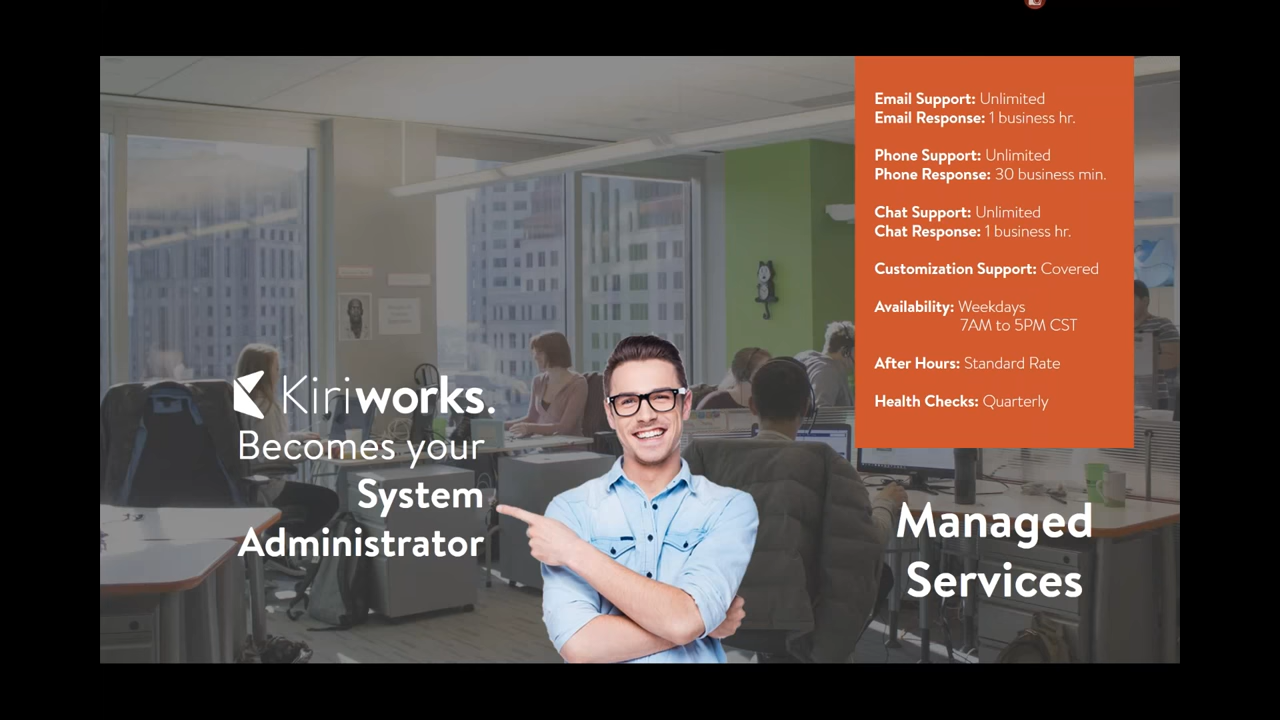 Kiriworks.
Becomes your
System
Administrator
Email Support: Unlimited
Email Response: 1 business hr.
Phone Support: Unlimited
Phone Response: 30 business min.
Chat Support: Unlimited
Chat Response: 1 business hr.
Customization Support: Covered
Availability: Weekdays
7AM to 5PM CST
After Hours: Standard Rate
Health Checks: Quarterly
Managed
Services